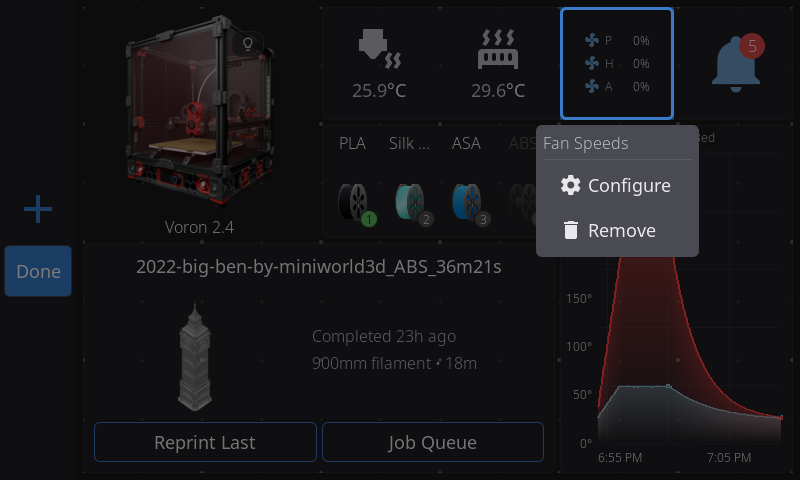 P 0%
H 0%
A 0%
5
25.9°C
29.6°C
PLA
Silk ...
ASA
ABS
1
2
3
Fan Speeds
Configure
Remove
Voron 2.4
Done
2022-big-ben-by-miniworld3d_ABS_36m21s
Completed 23h ago
900mm filament • 18m
Reprint Last
Job Queue
150°
100°
50°
0°
6:55 PM
7:05 PM